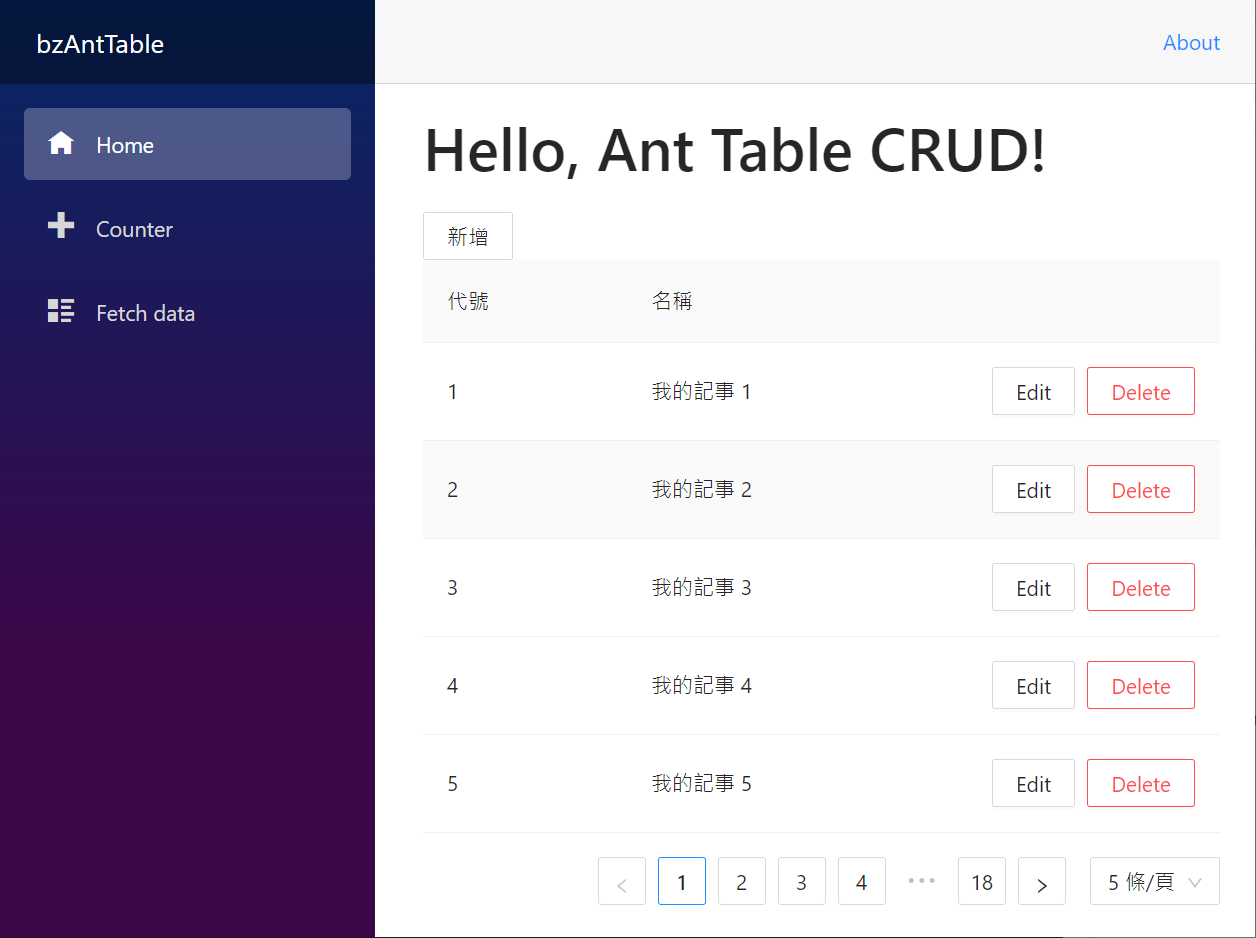 bzAntTable
About
Home
Counter
Fetch data
Hello, Ant Table CRUD!
新增
代號 名稱
1 我的記事 1 Edit Delete
2 我的記事 2 Edit Delete
3 我的記事 3 Edit Delete
4 我的記事 4 Edit Delete
5 我的記事 5 Edit Delete
< 1 2 3 4 ••• 18 > 5 條/頁